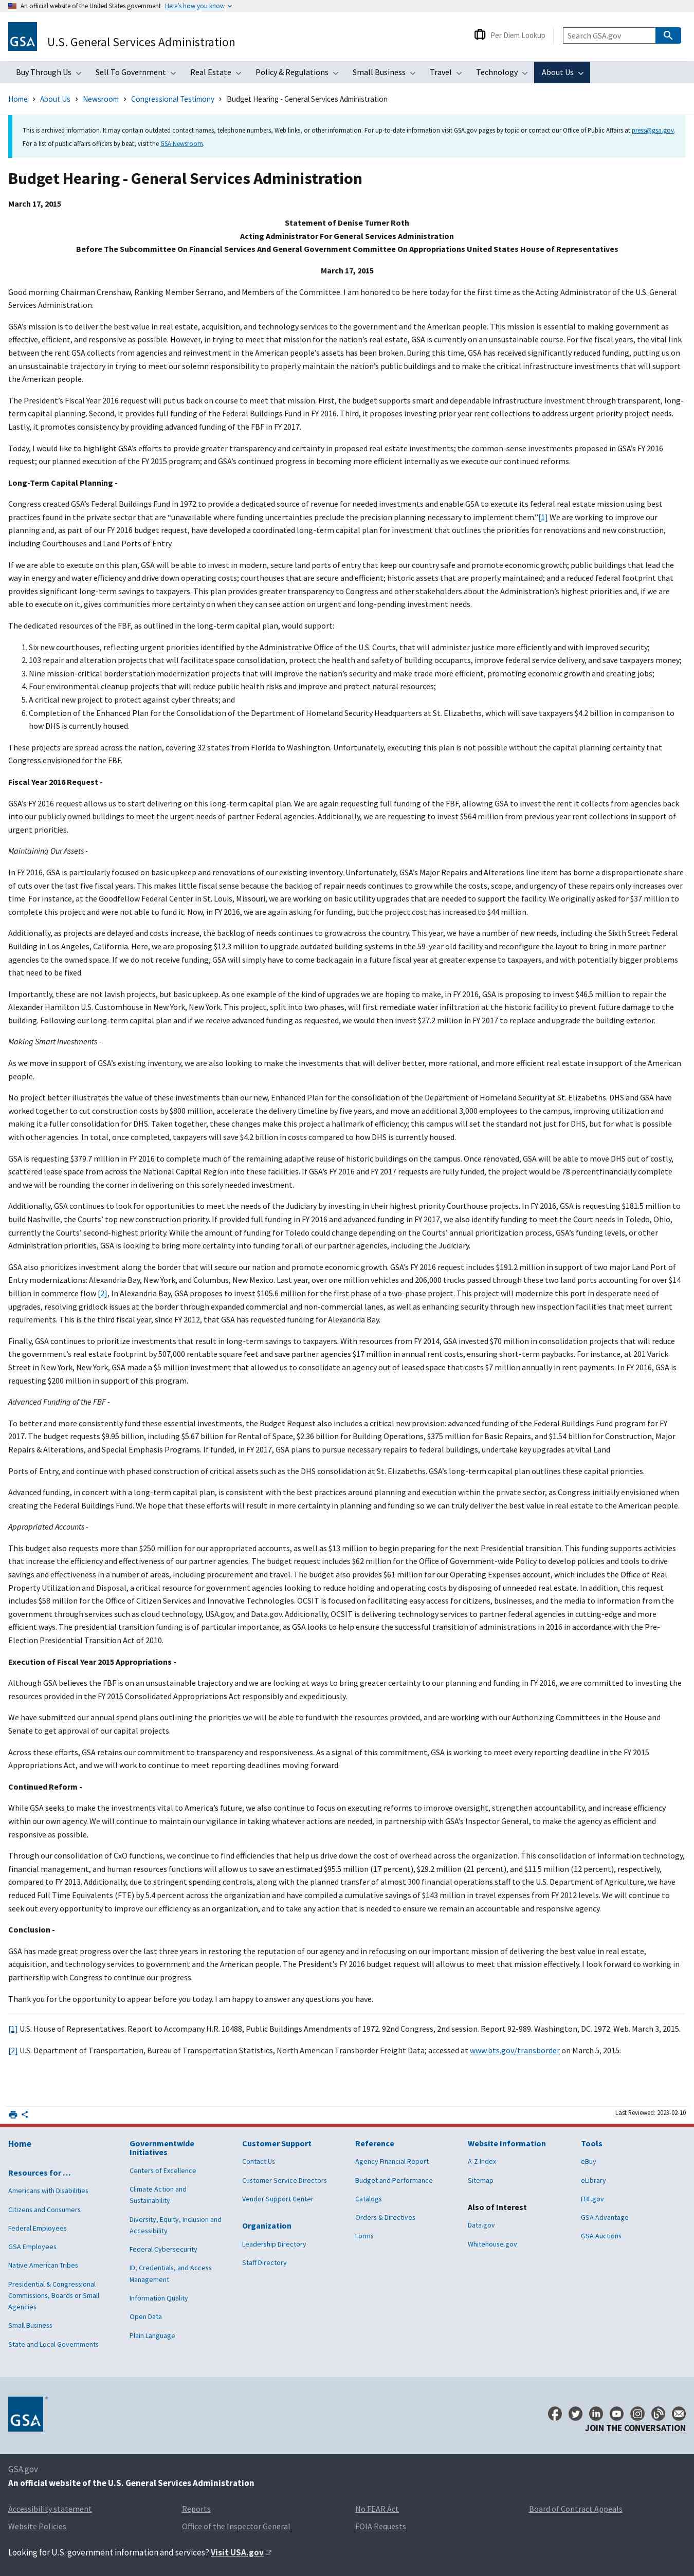 An official website of the United States government Here's how you know
GSA U.S. General Services Administration
Per Diem Lookup
Search GSA.gov
Buy Through Us Sell To Government Real Estate Policy & Regulations Small Business Travel Technology About Us
Home › About Us › Newsroom › Congressional Testimony › Budget Hearing - General Services Administration
This is archived information. It may contain outdated contact names, telephone numbers, Web links, or other information. For up-to-date information visit GSA.gov pages by topic or contact our Office of Public Affairs at press@gsa.gov.
For a list of public affairs officers by beat, visit the GSA Newsroom.
Budget Hearing - General Services Administration
March 17, 2015
Statement of Denise Turner Roth
Acting Administrator For General Services Administration
Before The Subcommittee On Financial Services And General Government Committee On Appropriations United States House of Representatives
March 17, 2015
Good morning Chairman Crenshaw, Ranking Member Serrano, and Members of the Committee. I am honored to be here today for the first time as the Acting Administrator of the U.S. General
Services Administration.
GSA's mission is to deliver the best value in real estate, acquisition, and technology services to the government and the American people. This mission is essential to making government as
effective, efficient, and responsive as possible. However, in trying to meet that mission for the nation's real estate, GSA is currently on an unsustainable course. For five fiscal years, the vital link
between the rent GSA collects from agencies and reinvestment in the American people's assets has been broken. During this time, GSA has received significantly reduced funding, putting us on
an unsustainable trajectory in trying to meet our solemn responsibility to properly maintain the public's buildings and to make the critical infrastructure investments that will support
the American people.
The President's Fiscal Year 2016 request will put us back on course to meet that mission. First, the budget supports smart and dependable infrastructure investment through transparent, long-
term capital planning. Second, it provides full funding of the Federal Buildings Fund in FY 2016. Third, it proposes investing prior year rent collections to address urgent priority project needs.
Lastly, it promotes consistency by providing advanced funding of the FBF in FY 2017.
Today, I would like to highlight GSA's efforts to provide greater transparency and certainty in proposed real estate investments; the common-sense investments proposed in GSA's FY 2016
request; our planned execution of the FY 2015 program; and GSA's continued progress in becoming more efficient internally as we execute our continued reforms.
Long-Term Capital Planning -
Congress created GSA's Federal Buildings Fund in 1972 to provide a dedicated source of revenue for needed investments and enable GSA to execute its federal real estate mission using best
practices found in the private sector that are "unavailable where funding uncertainties preclude the precision planning necessary to implement them."[1] We are working to improve our
planning and, as part of our FY 2016 budget request, have developed a constrained long-term capital plan for investment that outlines the priorities for renovations and new construction,
including Courthouses and Land Ports of Entry.
If we are able to execute on this plan, GSA will be able to invest in modern, secure land ports of entry that keep our country safe and promote economic growth; public buildings that lead the
way in energy and water efficiency and drive down operating costs; courthouses that are secure and efficient; historic assets that are properly maintained; and a reduced federal footprint that
provides significant long-term savings and efficiencies. This plan provides greater transparency to Congress and other stakeholders about the Administration's highest priorities and, if we are
able to execute on it over time, gives communities more certainty on when they can see action on urgent and long-pending investment needs.
The dedicated resources of the FBF, as outlined in the long-term capital plan, would support:
1. Six new courthouses, reflecting urgent priorities identified by the Administrative Office of the U.S. Courts, that will administer justice more efficiently and with improved security;
2. 103 repair and alteration projects that will facilitate space consolidation, protect the health and safety of building occupants, improve federal service delivery, and save taxpayers money;
3. Nine mission-critical border station modernization projects that will improve the nation's security and make trade more efficient, promoting economic growth and creating jobs;
4. Four environmental cleanup projects that will reduce public health risks and improve and protect natural resources;
5. A critical new project to protect against cyber threats; and
6. Completion of the Enhanced Plan for the Consolidation of the Department of Homeland Security Headquarters at St. Elizabeths, which will save taxpayers $4.2 billion in comparison to
how DHS is currently housed.
These projects are spread across the nation, covering 32 states from Florida to Washington. Unfortunately, executing this plan is not possible without the certainty and transparency that
Congress envisioned for the FBF.
Fiscal Year 2016 Request -
GSA's FY 2016 request allows us to start delivering on this long-term capital plan. We are again requesting full funding of the FBF, allowing GSA to invest the rent it collects from agencies back
into our publicly owned buildings to meet the urgent needs of partner Federal agencies. Additionally, we are requesting to invest $564 million from previous year rent collections in support of
urgent priorities.
Maintaining Our Assets -
In FY 2016, GSA is particularly focused on basic upkeep and renovations of our existing inventory. Unfortunately, GSA's Major Repairs and Alterations line item has borne a disproportionate share
of cuts over the last five fiscal years. This makes little fiscal sense because the backlog of repair needs continues to grow while the costs, scope, and urgency of these repairs only increases over
time. For instance, at the Goodfellow Federal Center in St. Louis, Missouri, we are working on basic updates that are needed to support the facility. We originally asked for $37 million to
complete this project and we were not able to fund it. Now, in FY 2016, we are again asking for funding, but the project cost has increased to $44 million.
Additionally, as projects are delayed and costs increase, the backlog of needs continues to grow across the country. This year, we have a number of new needs, including the Sixth Street Federal
Building in Los Angeles, California. Here, we are proposing $12.3 million to upgrade outdated building systems in the 59-year old facility and reconfigure the layout to bring in more partner
agencies to the owned space. If we do not receive funding, GSA will simply have to come back again to invest in this property at even greater expense to taxpayers, and with potentially bigger problems
that need to be fixed.
Importantly, these are not lavish projects, but basic upkeep. As one example of the kind of upgrades we are hoping to make, in FY 2016, GSA is proposing to invest $46.5 million to repair the
Alexander Hamilton U.S. Customhouse in New York, New York. This project, split into two phases, will first remediate water infiltration at the historic facility to prevent future damage to the
building. Following our long-term capital plan and if we receive advanced funding as requested, we would then invest $27.2 million in FY 2017 to replace and upgrade the building exterior.
Making Smart Investments -
As we move in support of GSA's existing inventory, we are also looking to make the investments that will deliver better, more rational, and more efficient real estate in support of the American
people.
No project better illustrates the value of outdated investments than our new, Enhanced Plan for the consolidation of the Department of Homeland Security at St. Elizabeths. DHS and GSA have
worked together to cut construction costs by $800 million, accelerate the delivery timeline by five years, and move an additional 3,000 employees to the campus, improving utilization and
making it a fuller consolidation for DHS. Taken together, these changes make this project a hallmark of efficiency; this campus will set the standard not just for DHS, but for what is possible to do
with other agencies. In total, once completed, taxpayers will save $4.2 billion in costs compared to how DHS is currently housed.
GSA is requesting $379.7 million in FY 2016 to complete much of the remaining adaptive reuse of historic buildings on the campus. Once renovated, GSA will be able to move DHS out of costly,
scattered lease space from across the National Capital Region into these facilities. If GSA's FY 2016 and FY 2017 requests are fully funded, the project would be 78 percentfinancially complete
and we will be rounding the corner in delivering on this sorely needed investment.
Additionally, GSA continues to look for opportunities to meet the needs of the Judiciary by investing in their highest priority Courthouse projects. In FY 2016, GSA is requesting $181.5 million to
build Nashville, the Courts' top new construction priority. If provided full funding in FY 2016 and advanced funding in FY 2017, we also identify how to meet the Court needs in Toledo, Ohio,
currently the Courts' second-highest priority. While the amount of funding for Toledo could change depending on the Courts' annual prioritization process, GSA's funding levels, or other
Administration priorities, GSA is looking to bring more certainty into funding for all of our partner agencies, including the Judiciary.
GSA also prioritizes investment along the border that will secure our nation and promote economic growth. GSA's FY 2016 request includes $191.2 million in support of two major Land Port of
Entry modernizations: Alexandria Bay, New York, and Columbus, New Mexico. Last year, over one million vehicles and 206,000 trucks passed through these two land ports accounting for over $14
billion in commerce flow [2], In Alexandria Bay, GSA proposes to invest $105.6 million for the first phase of a two-phase project. This project will modernize this port in desperate need of
upgrades, resolving gridlock issues at the border through expanded commercial and non-commercial lanes, as well as enhancing security through new inspection facilities that meet current
requirements. This is the third fiscal year, since FY 2012, that GSA has requested funding for Alexandria Bay.
Finally, GSA continues to prioritize investments that result in long-term savings to taxpayers. With resources from FY 2014, GSA invested $70 million in consolidation projects that will reduce
the government's real estate footprint by 507,000 rentable square feet and save partner agencies $17 million in annual rent costs, ensuring short-term paybacks. For instance, at 201 Varick
Street in New York, New York, GSA made a $5 million investment that allowed us to consolidate an agency out of leased space that costs $7 million annually in rent payments. In FY 2016, GSA is
requesting $200 million in support of this program.
Advanced Funding of the FBF -
To better and more consistently fund these essential investments, the Budget Request also includes a critical new provision: advanced funding of the Federal Buildings Fund program for FY
2017. The budget requests $9.95 billion, including $5.67 billion for Rental of Space, $2.36 billion for Building Operations, $375 million for Basic Repairs, and $1.54 billion for Construction, Major
Repairs & Alterations, and Special Emphasis Programs. If funded, in FY 2017, GSA plans to pursue necessary repairs to federal buildings, undertake key upgrades at vital Land
Ports of Entry, and continue with phased construction of critical assets such as the DHS consolidation at St. Elizabeths. GSA's long-term capital plan outlines these specific capital priorities.
Advanced funding, in concert with a long-term capital plan, is consistent with the best practices around planning and execution within the private sector, as Congress initially envisioned when
creating the Federal Buildings Fund. We hope that these efforts will result in more certainty in planning and funding so we can truly deliver the best value in real estate to the American people.
Appropriated Accounts -
This budget also requests more than $250 million for our appropriated accounts, as well as $13 million to begin preparing for the next Presidential transition. This funding supports activities
that increase the efficiency and effectiveness of our partner agencies. The budget request includes $62 million for the Office of Government-wide Policy to develop policies and tools to drive
savings and effectiveness in a number of areas, including procurement and travel. The budget also provides $61 million for the Operating Expenses account, which includes the Office of Real
Property Utilization and Disposal, a critical resource for government agencies looking to reduce holding and operating costs while disposing of underutilized or unneeded real estate. In addition, this request
includes $58 million for the Office of Citizen Services and Innovative Technologies. OCSIT is focused on facilitating easy citizen access to, and understanding of, information and data from the
government through services such as cloud technology, USA.gov, and Data.gov. Additionally, OCSIT is delivering technology services to partner government agencies in cutting-edge and more
efficient ways. The presidential transition funding is particularly important, as GSA looks to help ensure the successful transition of administrations in 2016 in accordance with the Pre-
Election Presidential Transition Act of 2010.
Execution of Fiscal Year 2015 Appropriations -
Although GSA believes the FBF is on an unsustainable trajectory and we are looking at ways to bring greater certainty to our planning and funding in FY 2016, we are committed to investing the
resources provided in the FY 2015 Consolidated Appropriations Act responsibly and expeditiously.
We have submitted our annual spend plans outlining the priorities we will be able to fund with the resources provided, and are working with our Authorizing Committees in the House and
Senate to get approval of our capital projects.
Across these efforts, GSA retains our commitment to transparency and responsiveness. As a signal of this commitment, GSA is working to meet every reporting deadline in the FY 2015
Appropriations Act, and we will work to continue to meet reporting deadlines moving forward.
Continued Reform -
While GSA seeks to make the investments vital to America's future, we also continue to focus on executing reforms to improve oversight, strengthen accountability, and increase efficiency
within our own agency. We will continue to monitor our reforms and make adjustments as needed, in partnership with GSA's Inspector General, to make the agency as efficient and as
responsive as possible.
Through our consolidation of CxO functions, we continue to find efficiencies that help us drive down the cost of overhead across the organization. This consolidation of information technology,
financial management, and human resources functions will allow us to save an estimated $95.5 million (17 percent), $29.2 million (21 percent), and $11.5 million (12 percent), respectively,
compared to FY 2013. Additionally, due to stringent spending controls, along with the planned transfer of almost 300 financial operations staff to the U.S. Department of Agriculture, we have
reduced Full Time Equivalents (FTE) by 5.4 percent across the organization and have compiled a cumulative savings of $143 million in travel expenses from FY 2012 levels. We will continue to
seek every opportunity to improve our efficiency as an organization, and to take any action that is needed to ensure we remain an accountable and responsive agency.
Conclusion -
GSA has made great progress over the last three years in restoring the reputation of our agency and in refocusing on our important mission of delivering the best value in real estate,
acquisition, and technology services to government and the American people. The President's FY 2016 budget request will allow us to meet that mission effectively. I look forward to working in
partnership with Congress to continue our progress.
Thank you for the opportunity to appear before you today. I am happy to answer any questions you have.
[1] U.S. House of Representatives. Report to Accompany H.R. 10488, Public Buildings Amendments of 1972. 92nd Congress, 2nd session. Report 92-989. Washington, DC. 1972. Web. March 3, 2015.
[2] U.S. Department of Transportation, Bureau of Transportation Statistics, North American Transborder Freight Data; accessed at www.bts.gov/transborder on March 5, 2015.
Last Reviewed: 2023-02-10
Home
Resources for …
Americans with Disabilities
Citizens and Consumers
Federal Employees
GSA Employees
Native American Tribes
Presidential & Congressional
Commissions, Boards or Small
Agencies
Small Business
State and Local Governments
Governmentwide
Initiatives
Centers of Excellence
Climate Action and
Sustainability
Diversity, Equity, Inclusion and
Accessibility
Federal Cybersecurity
ID, Credentials, and Access
Management
Information Quality
Open Data
Plain Language
Customer Support
Contact Us
Customer Service Directors
Vendor Support Center
Organization
Leadership Directory
Staff Directory
Reference
Agency Financial Report
Budget and Performance
Catalogs
Orders & Directives
Forms
Website Information
A-Z Index
Sitemap
Also of Interest
Data.gov
Whitehouse.gov
Tools
eBuy
eLibrary
FBF.gov
GSA Advantage
GSA Auctions
GSA
JOIN THE CONVERSATION
GSA.gov
An official website of the U.S. General Services Administration
Accessibility statement Reports No FEAR Act Board of Contract Appeals
Website Policies Office of the Inspector General FOIA Requests
Looking for U.S. government information and services? Visit USA.gov